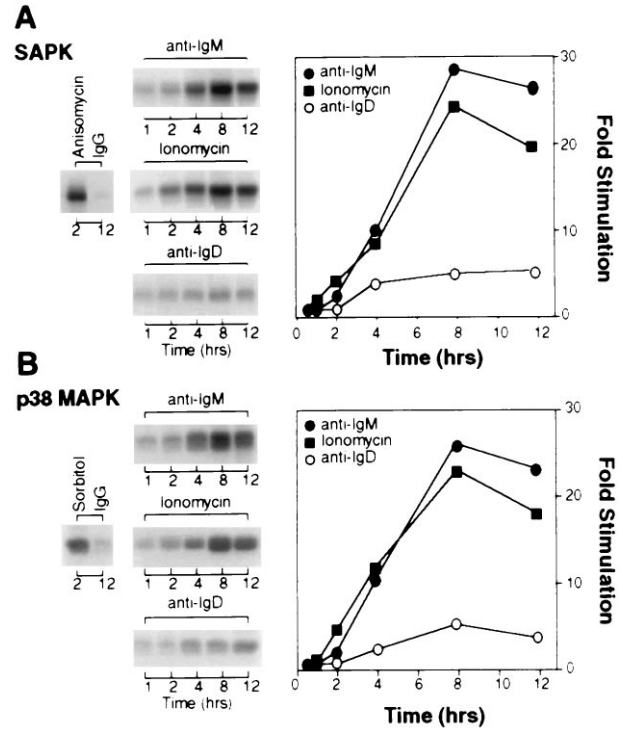 A
SAPK
anti-IgM
Anisomycin
IgG
1 2 4 8 12
Ionomycin
2 12
1 2 4 8 12
anti-IgD
1 2 4 8 12
Time (hrs)
anti-IgM
Ionomycin
anti-IgD
30
20
10
0
Fold Stimulation
0 2 4 6 8 10 12
Time (hrs)
B
p38 MAPK
anti-IgM
Sorbitol
IgG
1 2 4 8 12
Ionomycin
2 12
1 2 4 8 12
anti-IgD
1 2 4 8 12
Time (hrs)
anti-IgM
Ionomycin
anti-IgD
30
20
10
0
Fold Stimulation
0 2 4 6 8 10 12
Time (hrs)